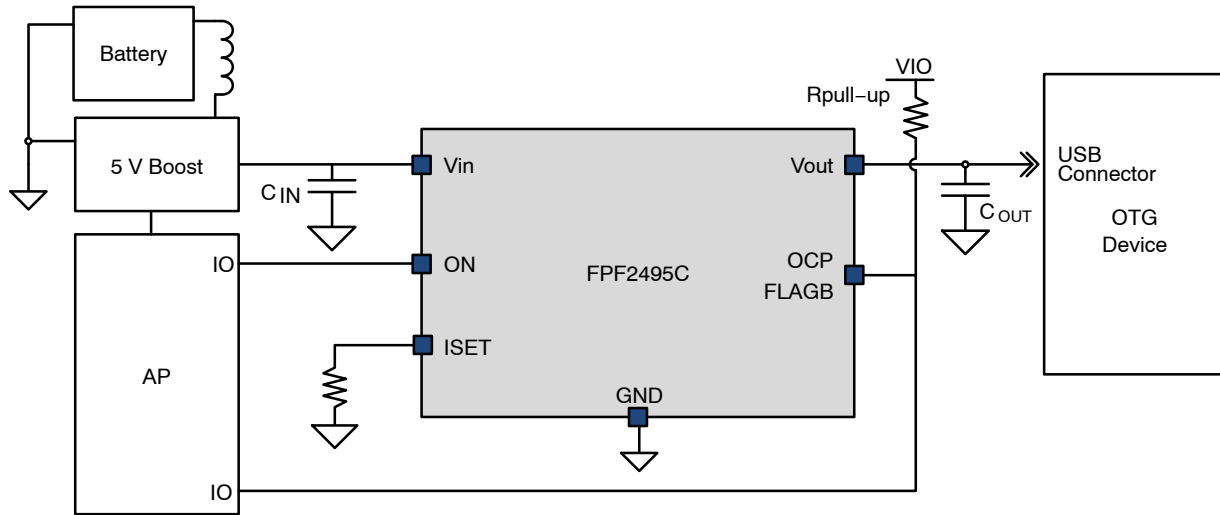 Battery
5 V Boost
C IN
Vin
Vout
VIO
Rpull−up
USB
Connector
OTG
Device
C OUT
IO
ON
FPF2495C
OCP
FLAGB
AP
ISET
GND
IO